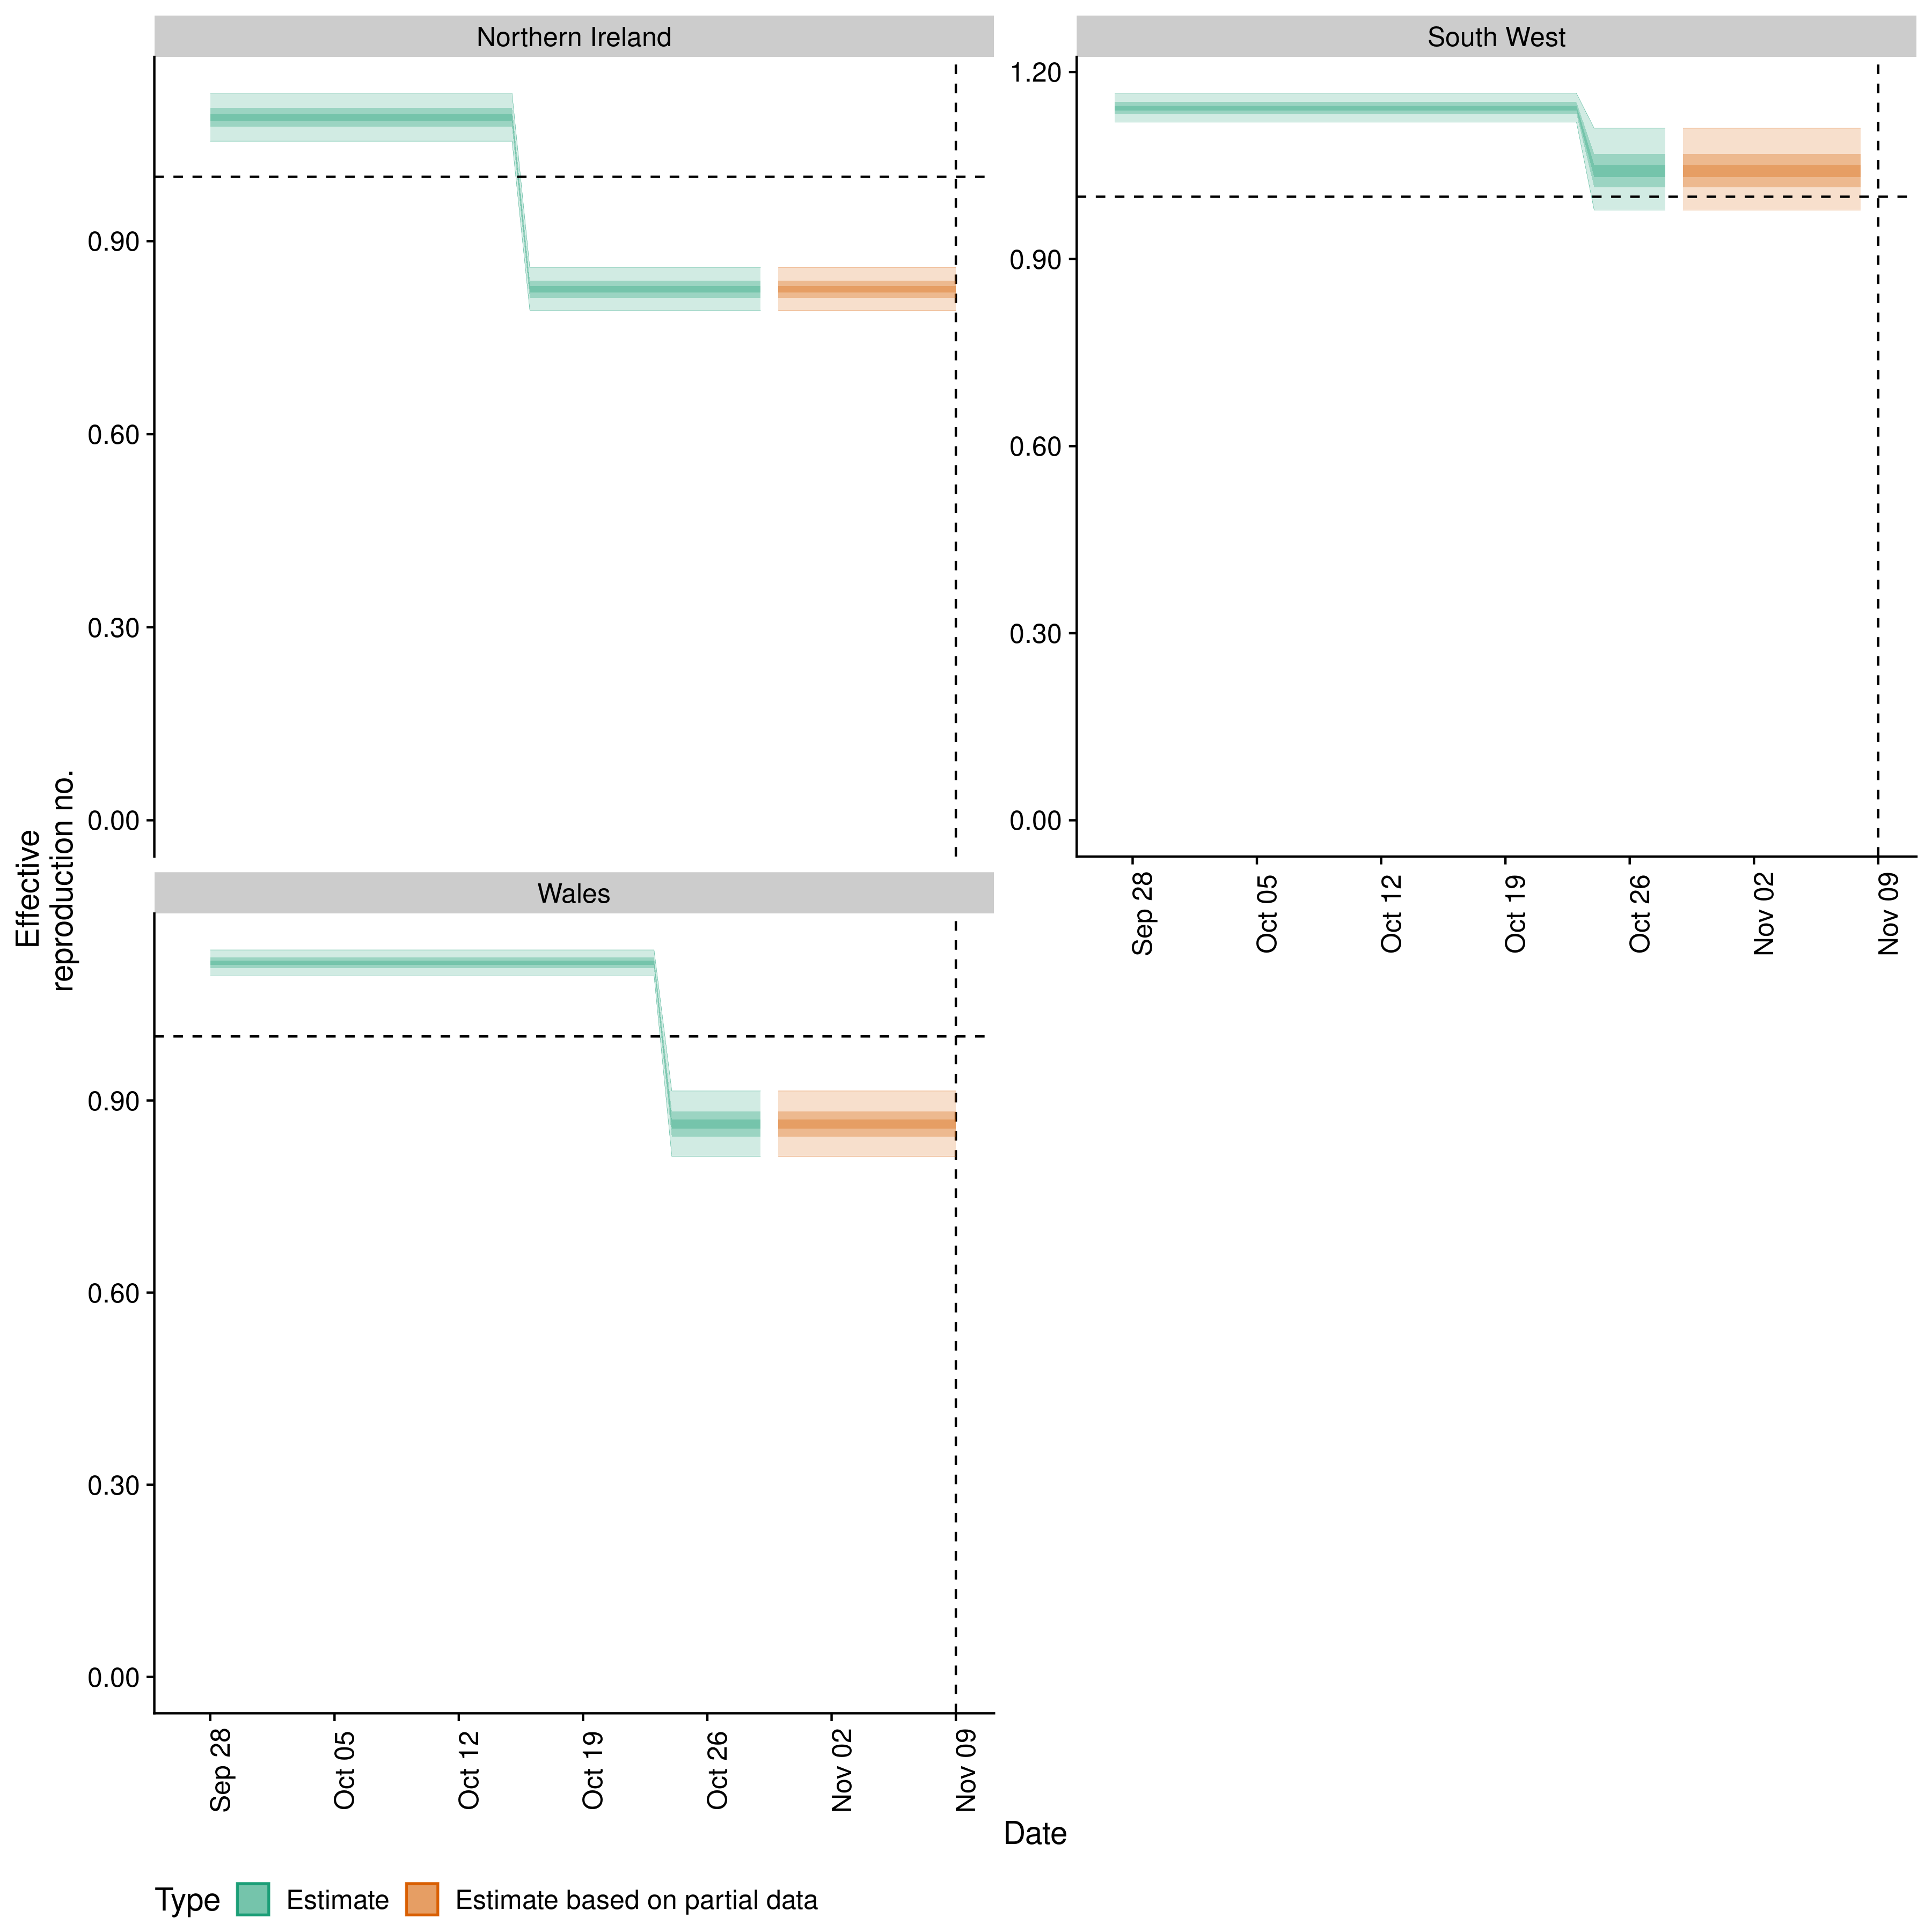 Northern Ireland
South West
Effective
reproduction no.
0.90
0.60
0.30
0.00
1.20
0.90
0.60
0.30
0.00
Sep 28
Oct 05
Oct 12
Oct 19
Oct 26
Nov 02
Nov 09
Wales
0.90
0.60
0.30
0.00
Sep 28
Oct 05
Oct 12
Oct 19
Oct 26
Nov 02
Nov 09
Date
Type Estimate Estimate based on partial data